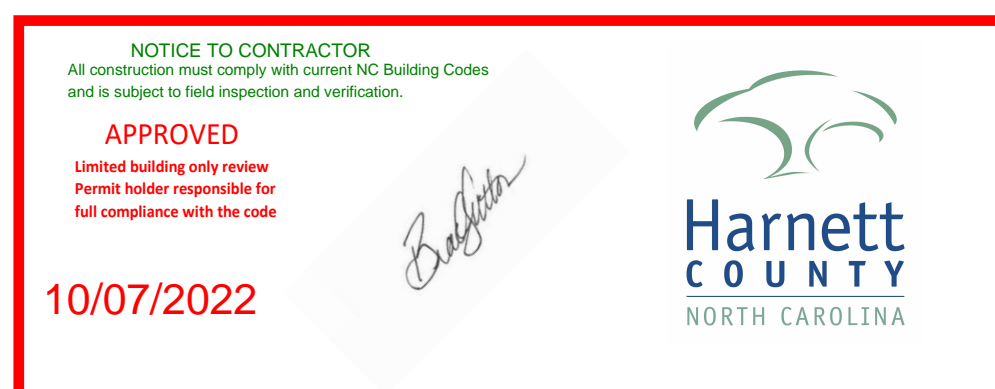 NOTICE TO CONTRACTOR
All construction must comply with current NC Building Codes
and is subject to field inspection and verification.
APPROVED
Limited building only review
Permit holder responsible for
full compliance with the code
10/07/2022
Harnett
COUNTY
NORTH CAROLINA